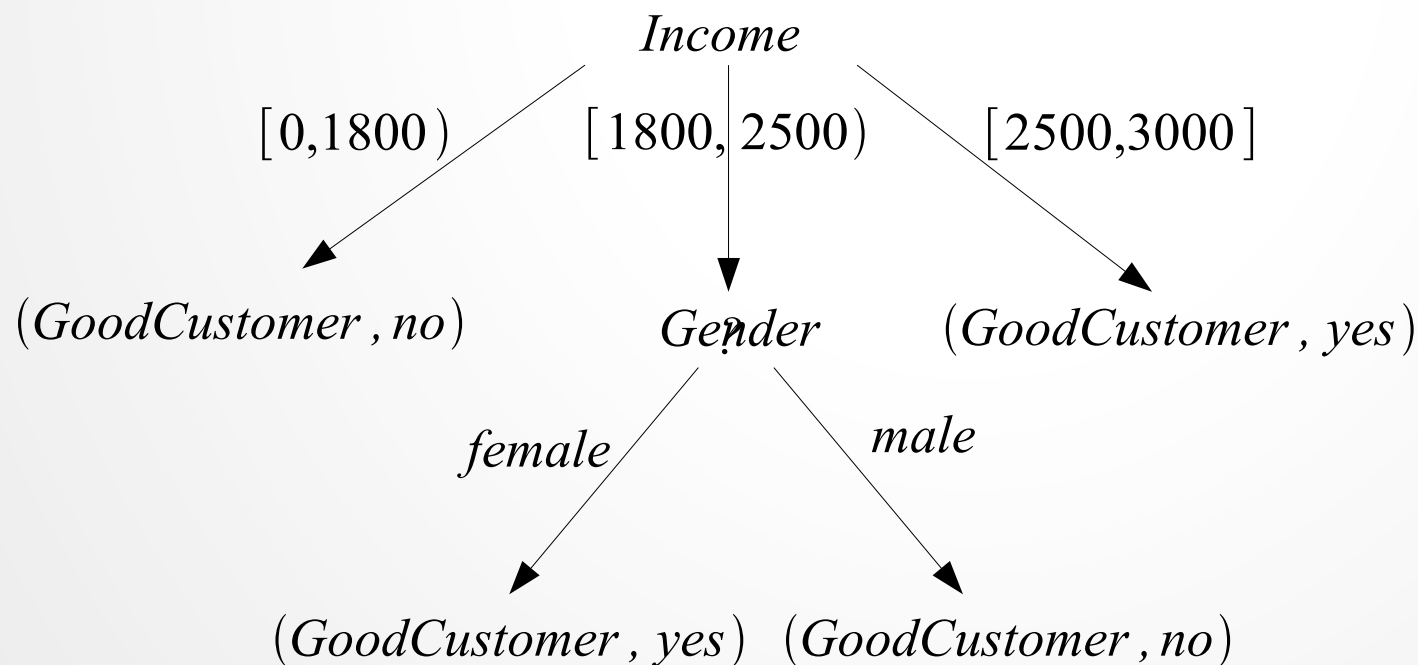 Income
[0,1800) [1800,2500) [2500,3000]
(GoodCustomer,no) Gender (GoodCustomer, yes)
?
female male
(GoodCustomer, yes) (GoodCustomer,no)